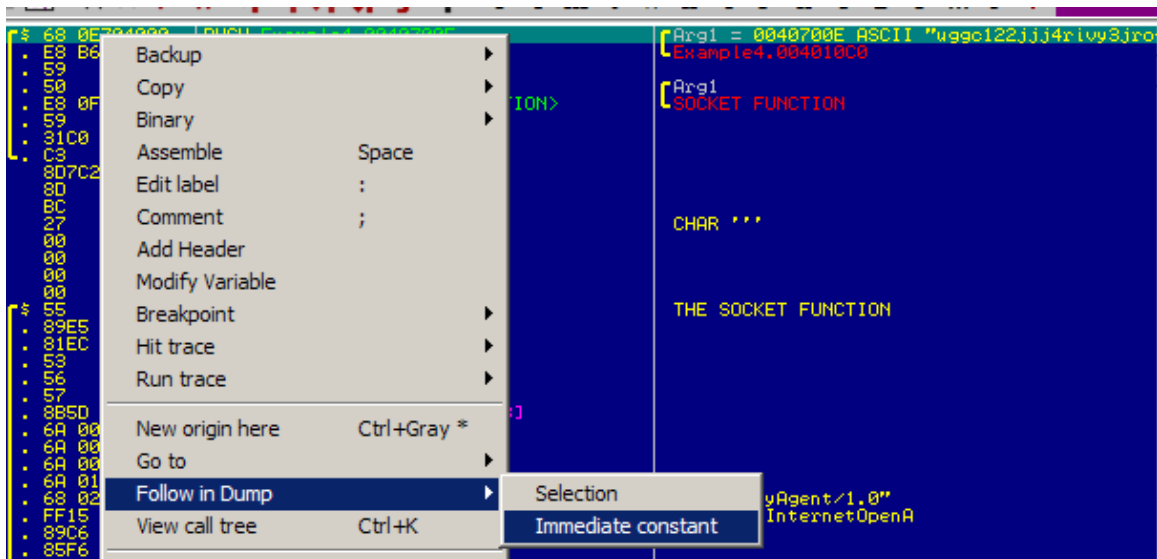 $ 68 0E704000 PUSH Example4.0040700E Arg1 = 0040700E ASCII "uggc122jjj4rivy3jro
. E8 B6 Example4.004010C0
. 59
. 50 Arg1
. E8 0F TION> SOCKET FUNCTION
. 59
. 31C0
. C3
8D7C2
8D
BC
27 CHAR '''
00
00
00
00
$ 55 THE SOCKET FUNCTION
. 89E5
. 81EC
. 53
. 56
. 57
. 8B5D :]
. 6A 00
. 6A 00
. 6A 00
. 6A 01
. 68 02 yAgent/1.0"
. FF15 InternetOpenA
. 89C6
. 85F6
Backup
Copy
Binary
Assemble Space
Edit label :
Comment ;
Add Header
Modify Variable
Breakpoint
Hit trace
Run trace
New origin here Ctrl+Gray *
Go to
Follow in Dump
View call tree Ctrl+K
Selection
Immediate constant